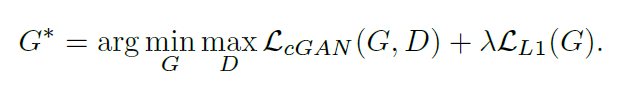 G* = arg min_G max_D ℒ_cGAN(G, D) + λℒ_L1(G).